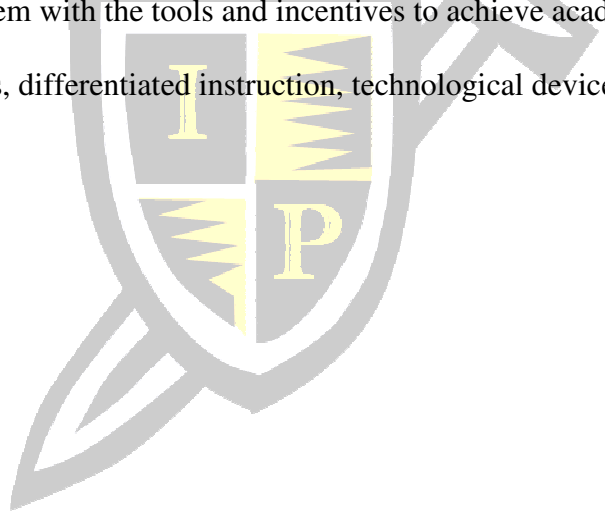 em with the tools and incentives to achieve acad
, differentiated instruction, technological device
I
P